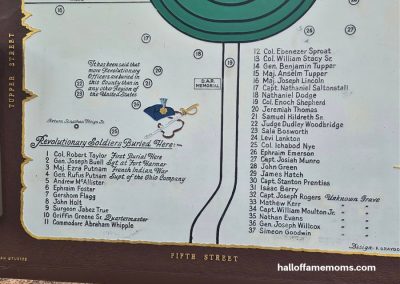 TUPPER STREET
It has been said that
more Revolutionary
Officers are buried in
this County than in
any other Region of
the United States
D.A.R.
MEMORIAL
Return Jonathan Meigs Sr.
Revolutionary Soldiers Buried Here:
1 Col. Robert Taylor First Burial Here
2 Gen. Joseph Buell Sgt. at Fort Harmar
3 Maj. Ezra Putnam French & Indian War
4 Gen. Rufus Putnam Supt of the Ohio Company
5 Andrew McAllister
6 Ephram Foster
7 Gershom Flagg
8 John Holt
9 Surgeon Jabez True
10 Griffin Greene Sr. Quartermaster
11 Commodore Abraham Whipple
12 Col. Ebenezer Sproat
13 Col. William Stacy Sr.
14 Gen. Benjamin Tupper
15 Maj. Anselm Tupper
16 Maj. Joseph Lincoln
17 Capt. Nathaniel Saltonstall
18 Nathaniel Dodge
19 Col. Enoch Shepherd
20 Jeremiah Thomas
21 Samuel Hildreth Sr.
22 Judge Dudley Woodbridge
23 Sala Bosworth
24 Levi Lankton
25 Col. Ichabod Nye
26 Ephraim Emerson
27 Capt. Josiah Munro
28 John Green
29 James Hatch
30 Capt. Stanton Prentiss
31 Isaac Berry
32 Capt. Joseph Rogers Unknown Grave
33 Mathew Kerr
34 Capt. William Moulton Jr.
35 Nathan Evans
36 Gen. Joseph Willcox
37 Simeon Goodwin
FIFTH STREET
halloffamemoms.com